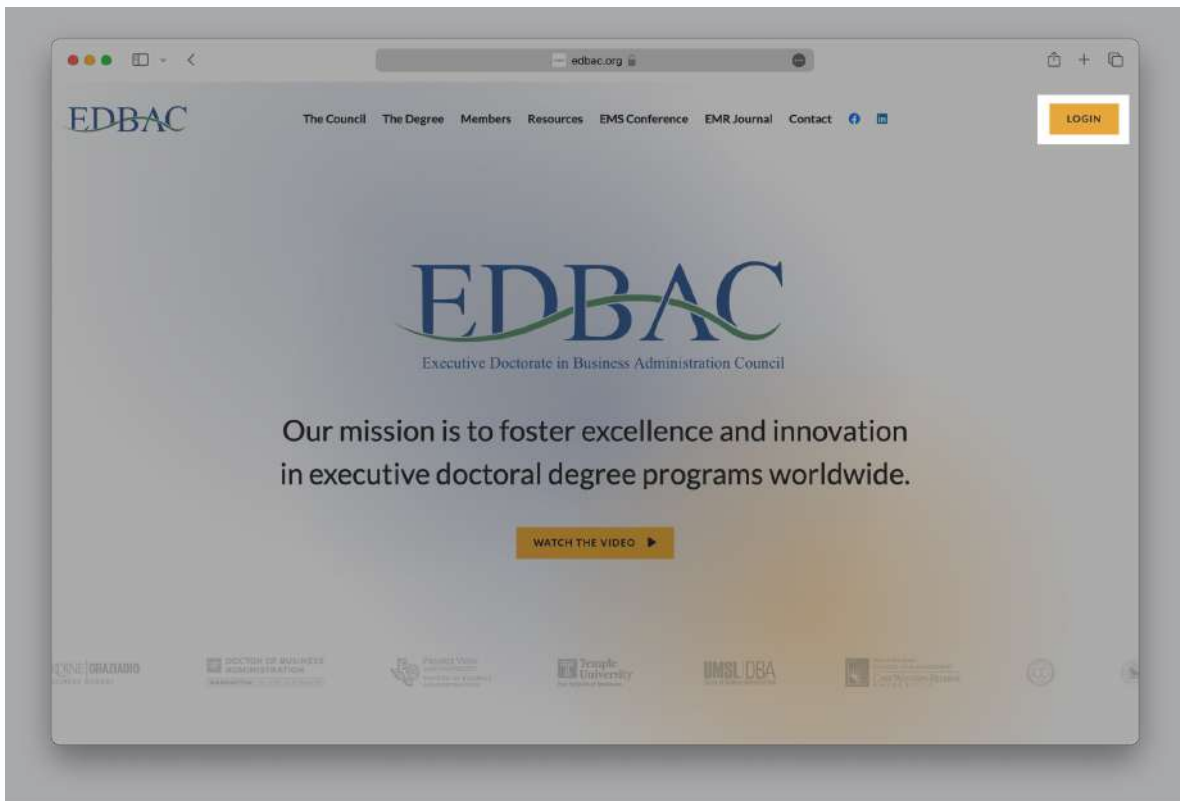 edbac.org
EDBAC
The Council The Degree Members Resources EMS Conference EMR Journal Contact
LOGIN
EDBAC
Executive Doctorate in Business Administration Council
Our mission is to foster excellence and innovation
in executive doctoral degree programs worldwide.
WATCH THE VIDEO
GRAZIADIO
DOCTOR OF BUSINESS
ADMINISTRATION
Temple
University
UMSL DBA